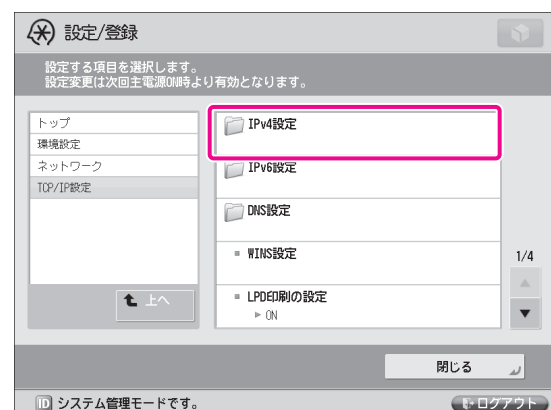 設定/登録
設定する項目を選択します。
設定変更は次回主電源ON時より有効となります。
トップ
環境設定
ネットワーク
TCP/IP設定
上へ
IPv4設定
IPv6設定
DNS設定
WINS設定
LPD印刷の設定
► ON
1/4
閉じる
ID システム管理モードです。
ログアウト